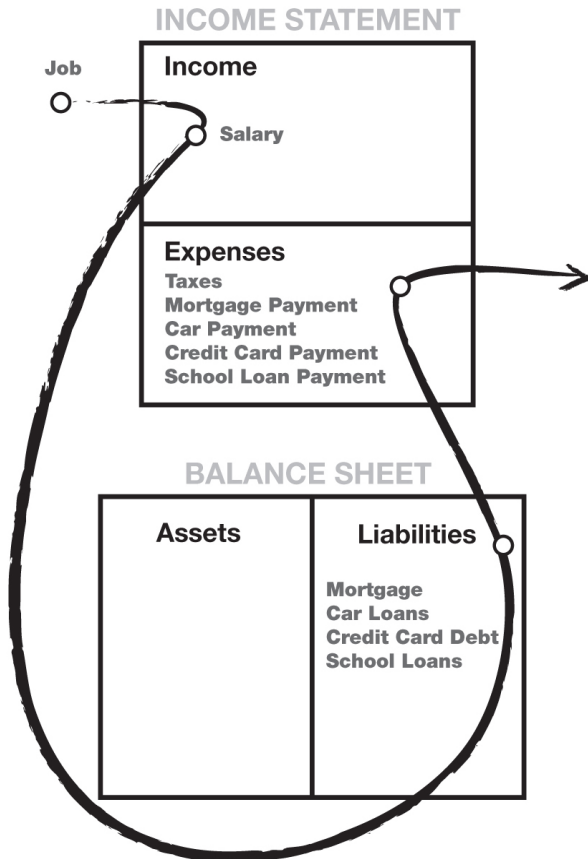 INCOME STATEMENT
Job
Income
Salary
Expenses
Taxes
Mortgage Payment
Car Payment
Credit Card Payment
School Loan Payment
BALANCE SHEET
Assets
Liabilities
Mortgage
Car Loans
Credit Card Debt
School Loans